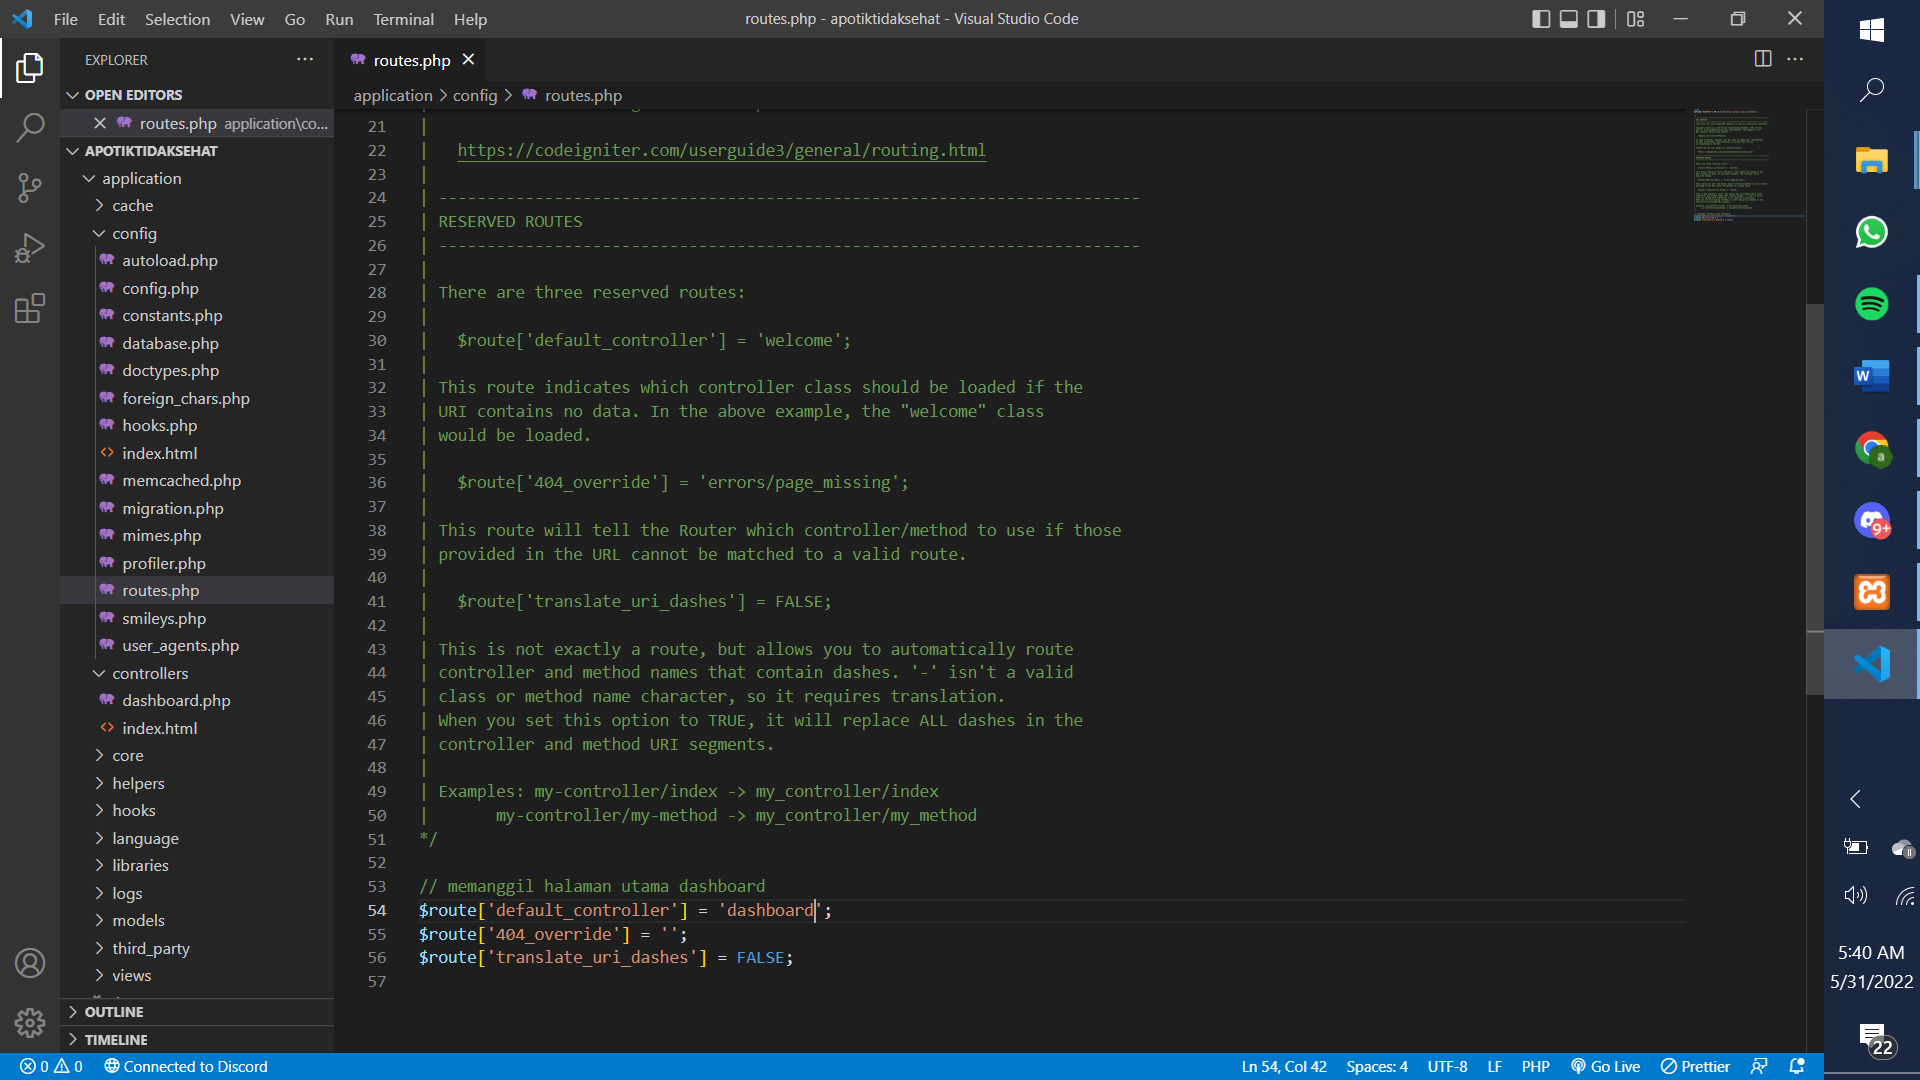 File Edit Selection View Go Run Terminal Help
routes.php - apotiktidaksehat - Visual Studio Code
EXPLORER
OPEN EDITORS
routes.php application\co...
APOTIKTIDAKSEHAT
application
cache
config
autoload.php
config.php
constants.php
database.php
doctypes.php
foreign_chars.php
hooks.php
index.html
memcached.php
migration.php
mimes.php
profiler.php
routes.php
smileys.php
user_agents.php
controllers
dashboard.php
index.html
core
helpers
hooks
language
libraries
logs
models
third_party
views
OUTLINE
TIMELINE
routes.php
application > config > routes.php
21 |
22 | https://codeigniter.com/userguide3/general/routing.html
23 |
24 | -------------------------------------------------------------------------
25 | RESERVED ROUTES
26 | -------------------------------------------------------------------------
27 |
28 | There are three reserved routes:
29 |
30 | $route['default_controller'] = 'welcome';
31 |
32 | This route indicates which controller class should be loaded if the
33 | URI contains no data. In the above example, the "welcome" class
34 | would be loaded.
35 |
36 | $route['404_override'] = 'errors/page_missing';
37 |
38 | This route will tell the Router which controller/method to use if those
39 | provided in the URL cannot be matched to a valid route.
40 |
41 | $route['translate_uri_dashes'] = FALSE;
42 |
43 | This is not exactly a route, but allows you to automatically route
44 | controller and method names that contain dashes. '-' isn't a valid
45 | class or method name character, so it requires translation.
46 | When you set this option to TRUE, it will replace ALL dashes in the
47 | controller and method URI segments.
48 |
49 | Examples: my-controller/index -> my_controller/index
50 | my-controller/my-method -> my_controller/my_method
51 */
52
53 // memanggil halaman utama dashboard
54 $route['default_controller'] = 'dashboard';
55 $route['404_override'] = '';
56 $route['translate_uri_dashes'] = FALSE;
57
0 0 Connected to Discord
Ln 54, Col 42 Spaces: 4 UTF-8 LF PHP Go Live Prettier
W
a
9+
5:40 AM
5/31/2022
22